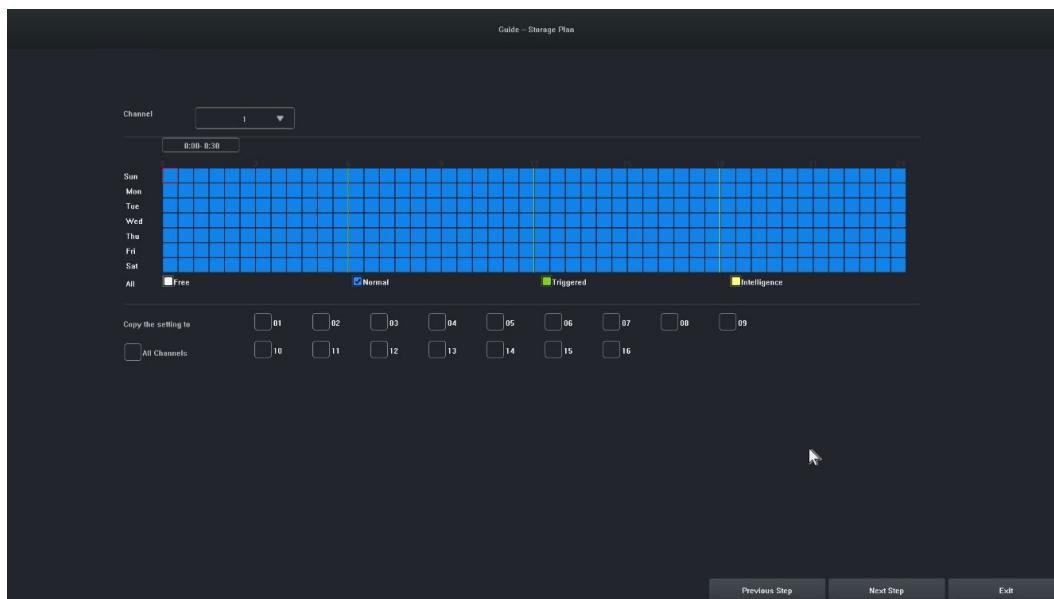 Guide – Storage Plan
Channel 1
0:00- 0:30
0 3 6 9 12 15 18 21 24
Sun
Mon
Tue
Wed
Thu
Fri
Sat
All Free Normal Triggered Intelligence
Copy the setting to 01 02 03 04 05 06 07 08 09
All Channels 10 11 12 13 14 15 16
Previous Step Next Step Exit